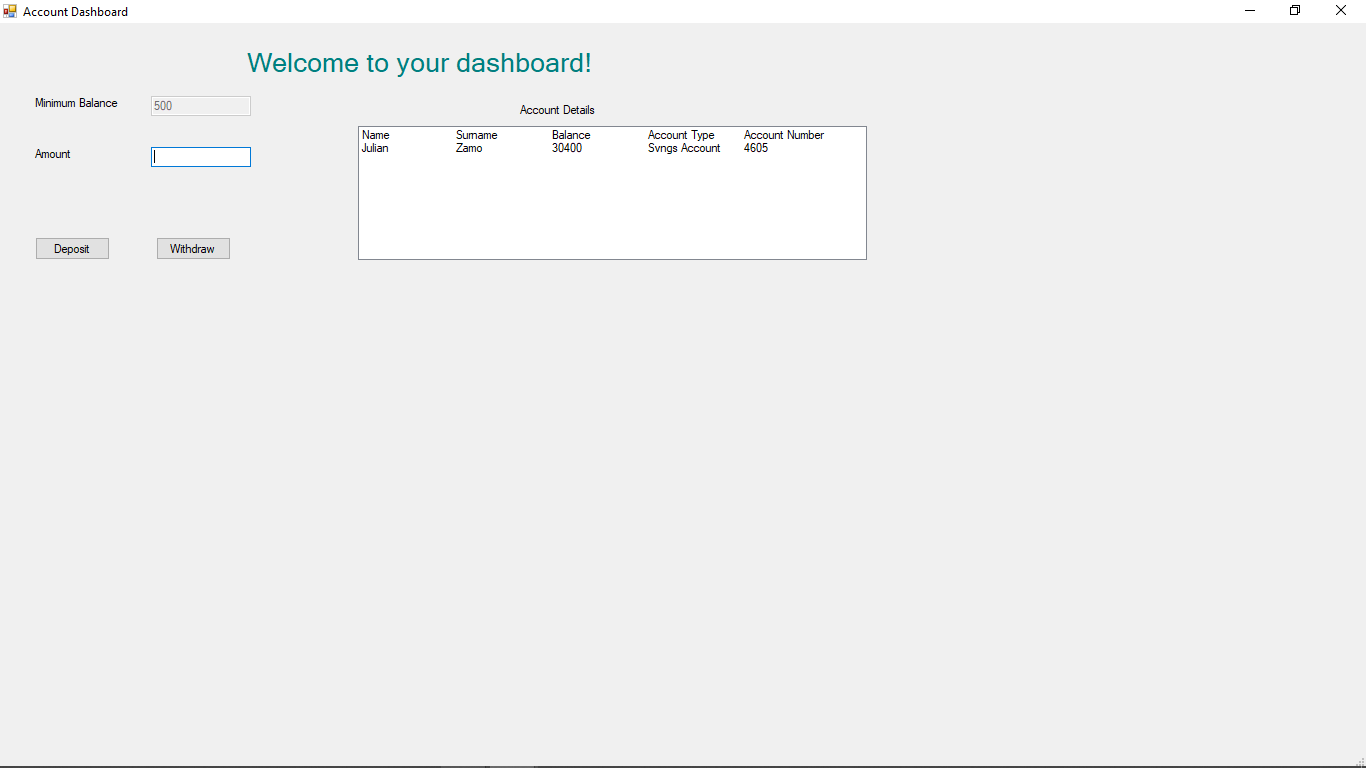 Account Dashboard
Welcome to your dashboard!
Minimum Balance 500
Account Details
Amount
Name Surname Balance Account Type Account Number
Julian Zamo 30400 Svngs Account 4605
Deposit Withdraw